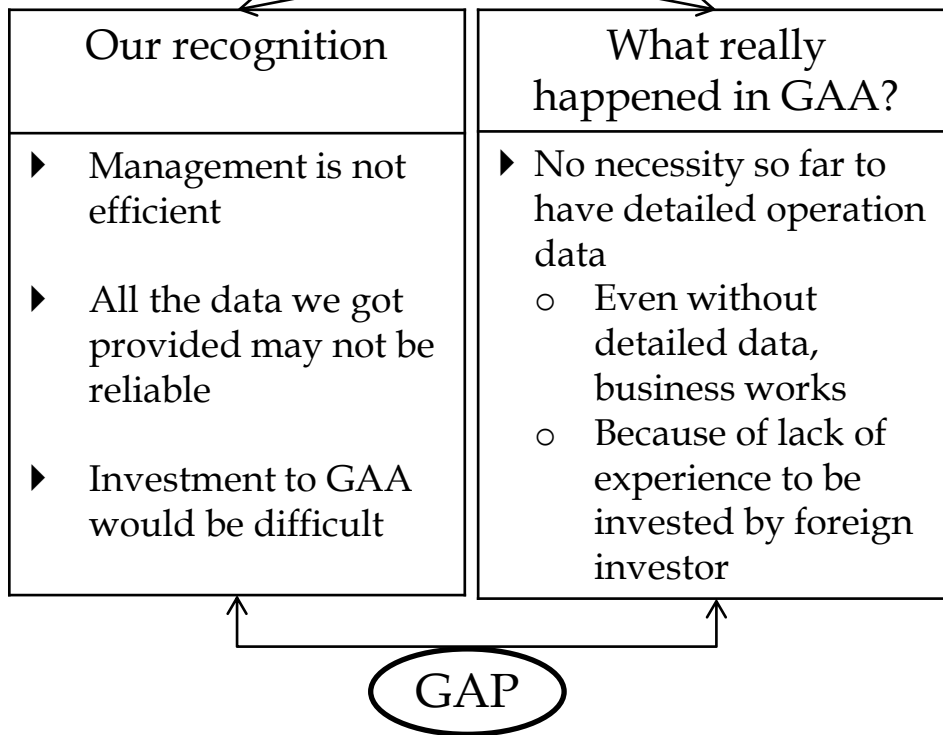 Our recognition
Management is not
efficient
All the data we got
provided may not be
reliable
Investment to GAA
would be difficult
What really
happened in GAA?
No necessity so far to
have detailed operation
data
o Even without
detailed data,
business works
o Because of lack of
experience to be
invested by foreign
investor
GAP